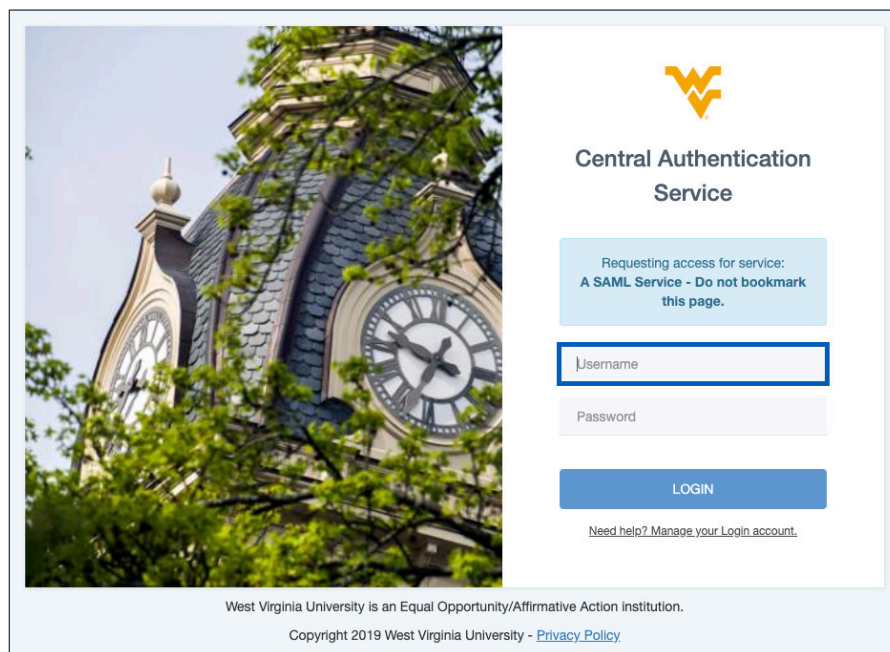 WV
Central Authentication
Service
Requesting access for service:
A SAML Service - Do not bookmark
this page.
Username
Password
LOGIN
Need help? Manage your Login account.
West Virginia University is an Equal Opportunity/Affirmative Action institution.
Copyright 2019 West Virginia University - Privacy Policy